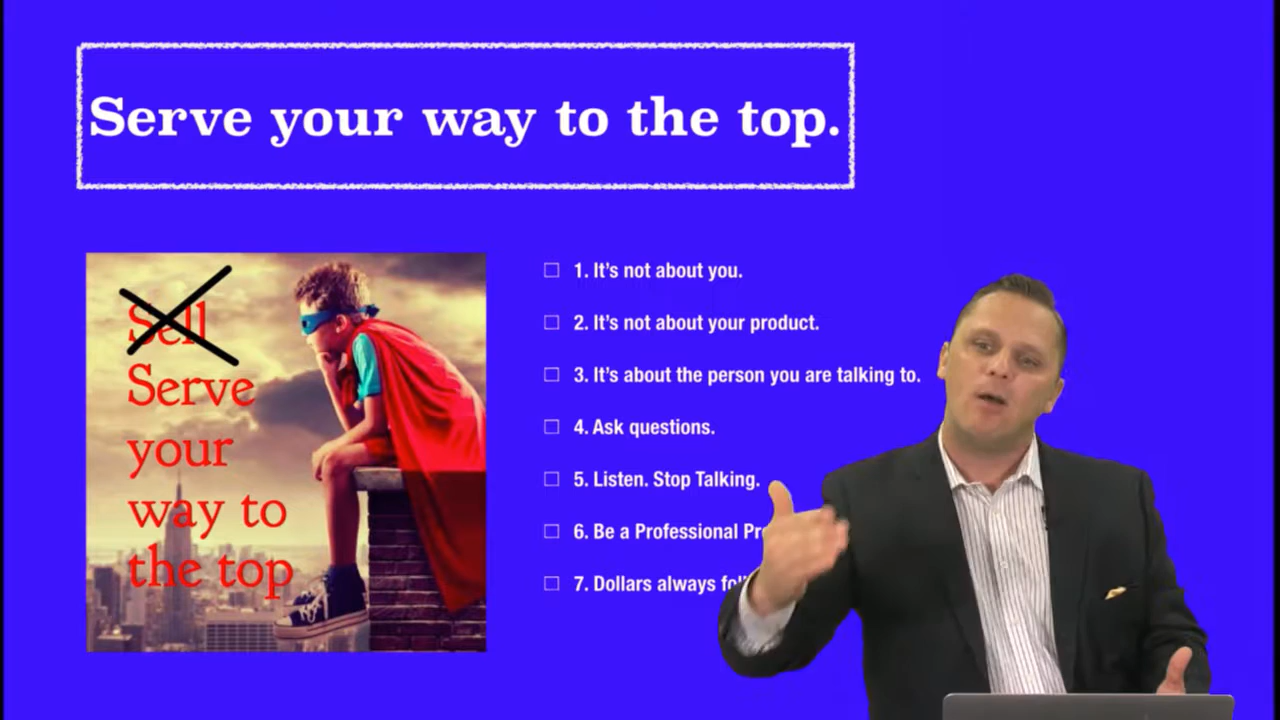 Serve your way to the top.
Sell
Serve
your
way to
the top
1. It's not about you.
2. It's not about your product.
3. It's about the person you are talking to.
4. Ask questions.
5. Listen. Stop Talking.
6. Be a Professional
7. Dollars always